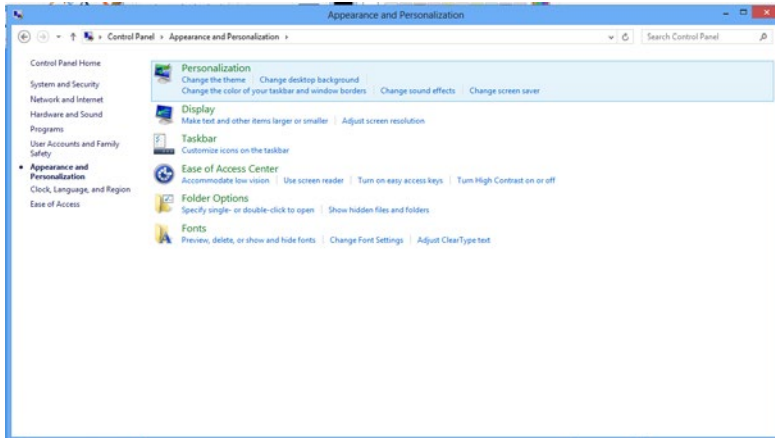 Appearance and Personalization
Control Panel Appearance and Personalization
Search Control Panel
Control Panel Home
System and Security
Network and Internet
Hardware and Sound
Programs
User Accounts and Family
Safety
Appearance and
Personalization
Clock, Language, and Region
Ease of Access
Personalization
Change the theme Change desktop background
Change the color of your taskbar and window borders Change sound effects Change screen saver
Display
Make text and other items larger or smaller Adjust screen resolution
Taskbar
Customize icons on the taskbar
Ease of Access Center
Accommodate low vision Use screen reader Turn on easy access keys Turn High Contrast on or off
Folder Options
Specify single- or double-click to open Show hidden files and folders
Fonts
Preview, delete, or show and hide fonts Change Font Settings Adjust ClearType text